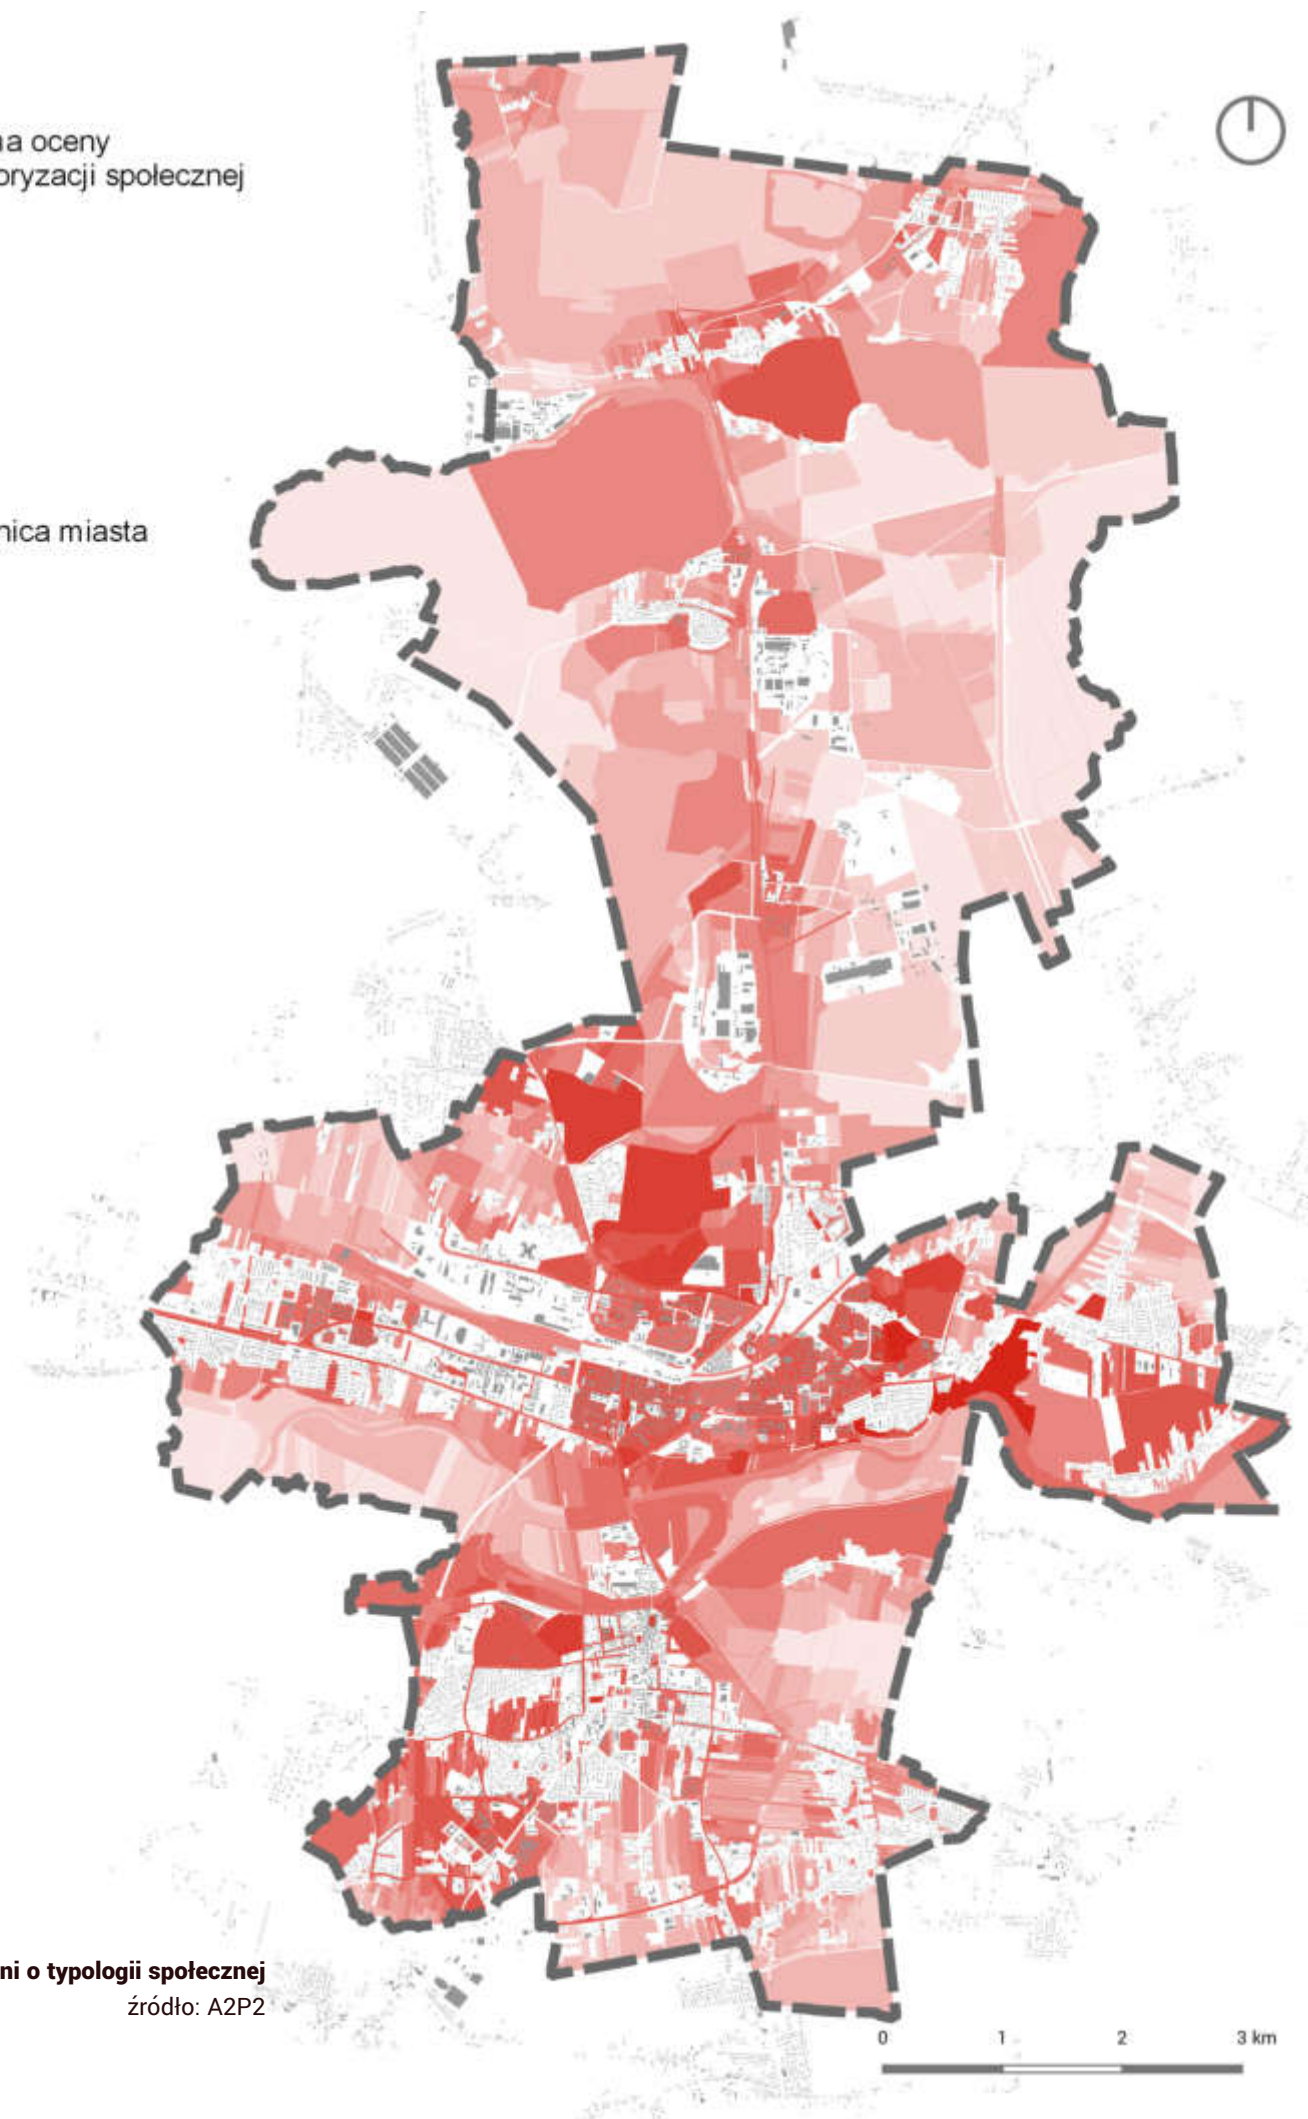 na oceny
oryzacji społecznej
nica miasta
ni o typologii społecznej
źródło: A2P2
0 1 2 3 km